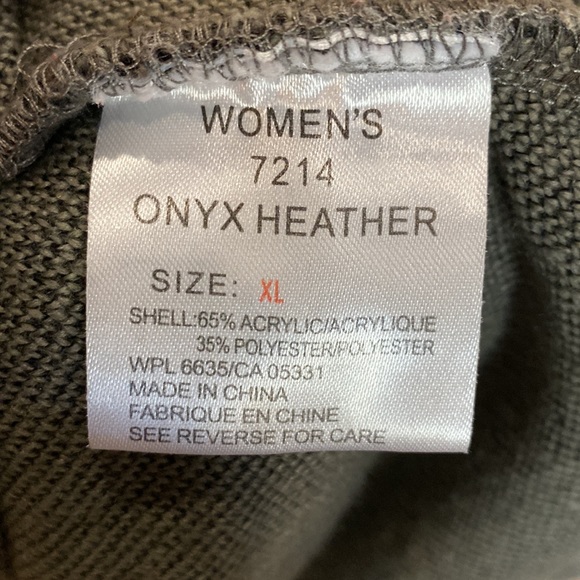 WOMEN'S
7214
ONYX HEATHER
SIZE: XL
SHELL:65% ACRYLIC/ACRYLIQUE
35% POLYESTER/POLYESTER
WPL 6635/CA 05331
MADE IN CHINA
FABRIQUE EN CHINE
SEE REVERSE FOR CARE